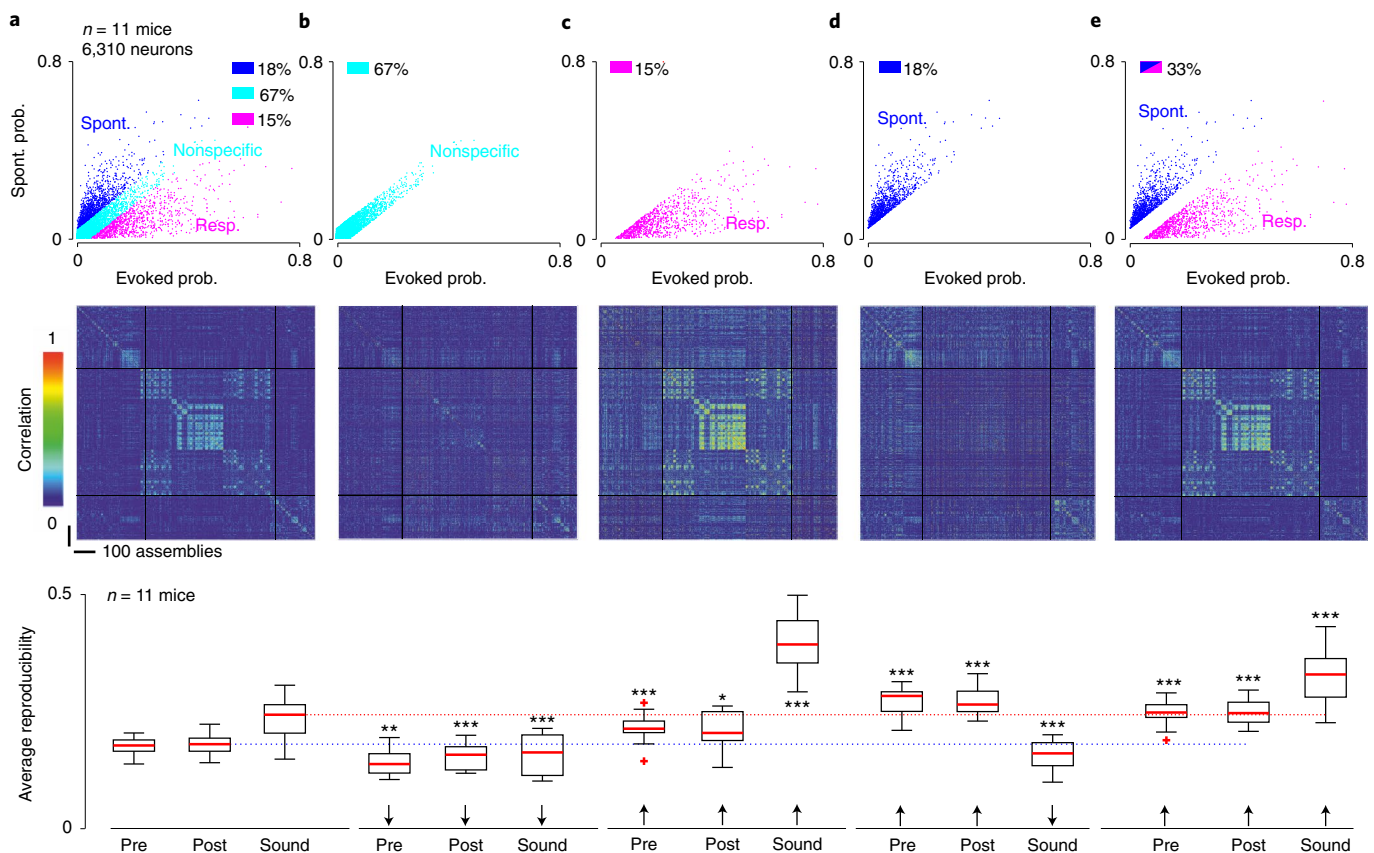 a
n = 11 mice
6,310 neurons
0.8
18%
67%
15%
Spont.
Nonspecific
Resp.
Spont. prob.
0
0
0.8
Evoked prob.
b
0.8
67%
Nonspecific
0
0
0.8
Evoked prob.
c
0.8
15%
Resp.
0
0
0.8
Evoked prob.
d
0.8
18%
Spont.
0
0
0.8
Evoked prob.
e
0.8
33%
Spont.
Resp.
0
0
0.8
Evoked prob.
1
Correlation
0
100 assemblies
0.5
n = 11 mice
Average reproducibility
0
**
***
***
***
*
***
***
***
***
***
***
***
Pre Post Sound
Pre Post Sound
Pre Post Sound
Pre Post Sound
Pre Post Sound